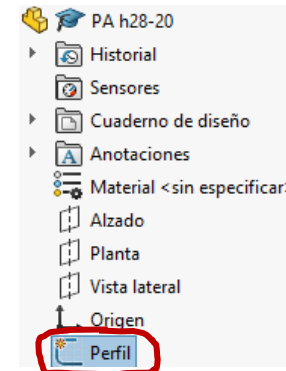 PA h28-20
Historial
Sensores
Cuaderno de diseño
Anotaciones
Material <sin especificar>
Alzado
Planta
Vista lateral
Origen
Perfil